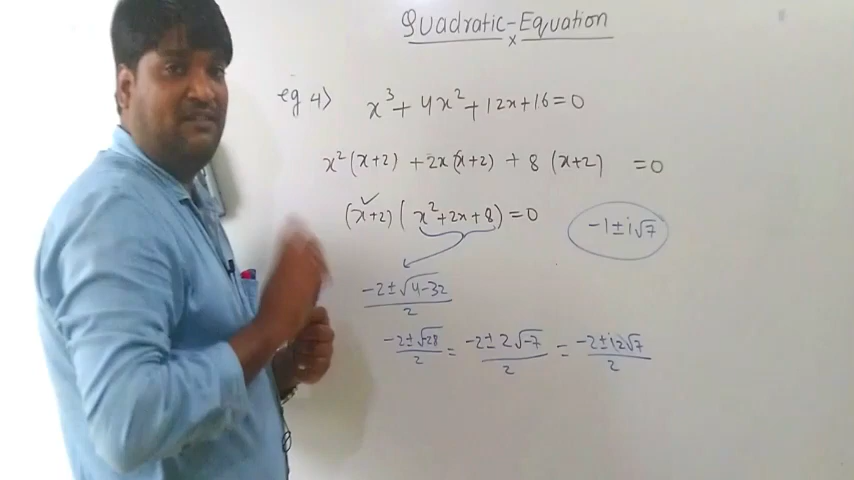 Quadratic-Equation
x
eg 4> x³ + 4x² + 12x + 16 = 0
x² (x+2) + 2x (x+2) + 8 (x+2) = 0
(x+2) (x² + 2x + 8) = 0
-1 ± i√7
-2 ± √4-32 / 2
-2 ± √-28 / 2 = -2 ± 2√-7 / 2 = -2 ± i2√7 / 2